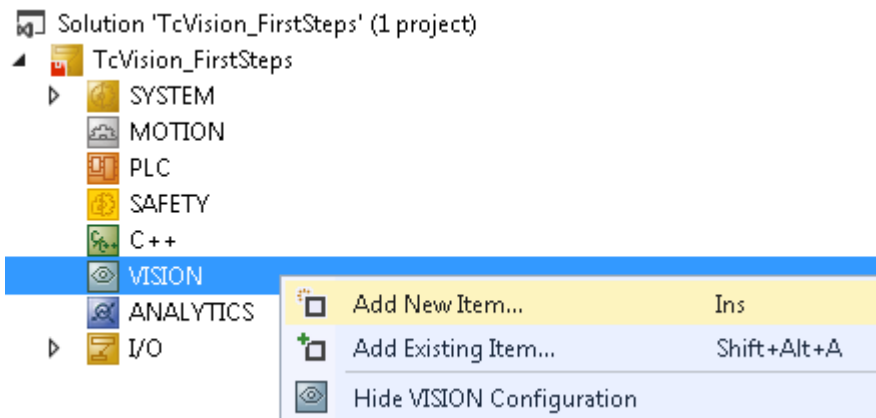 Solution 'TcVision_FirstSteps' (1 project)
TcVision_FirstSteps
SYSTEM
MOTION
PLC
SAFETY
C++
VISION
ANALYTICS
I/O
Add New Item... Ins
Add Existing Item... Shift+Alt+A
Hide VISION Configuration